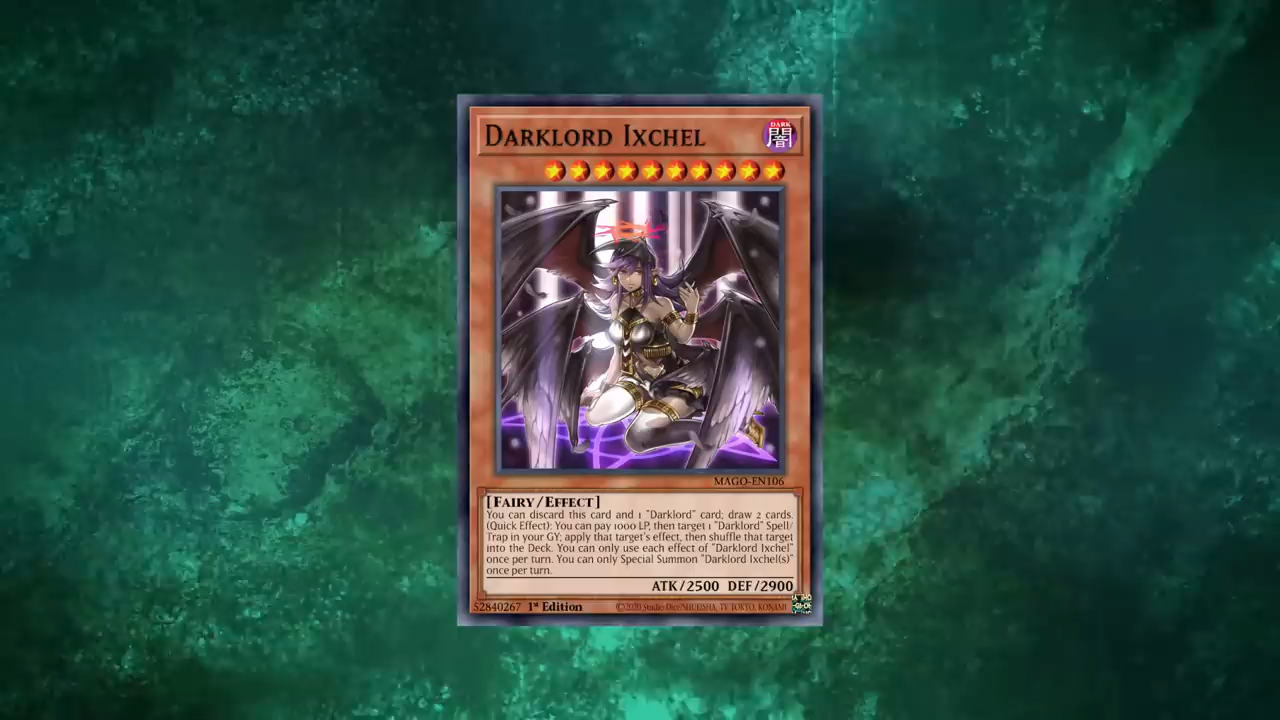 DARKLORD IXCHEL
DARK
闇
MAGO-EN106
[FAIRY/EFFECT]
You can discard this card and 1 "Darklord" card; draw 2 cards.
(Quick Effect): You can pay 1000 LP, then target 1 "Darklord" Spell/
Trap in your GY; apply that target's effect, then shuffle that target
into the Deck. You can only use each effect of "Darklord Ixchel"
once per turn. You can only Special Summon "Darklord Ixchel(s)"
once per turn.
ATK/2500 DEF/2900
52840267 1st Edition ©2020 Studio Dice/SHUEISHA, TV TOKYO, KONAMI